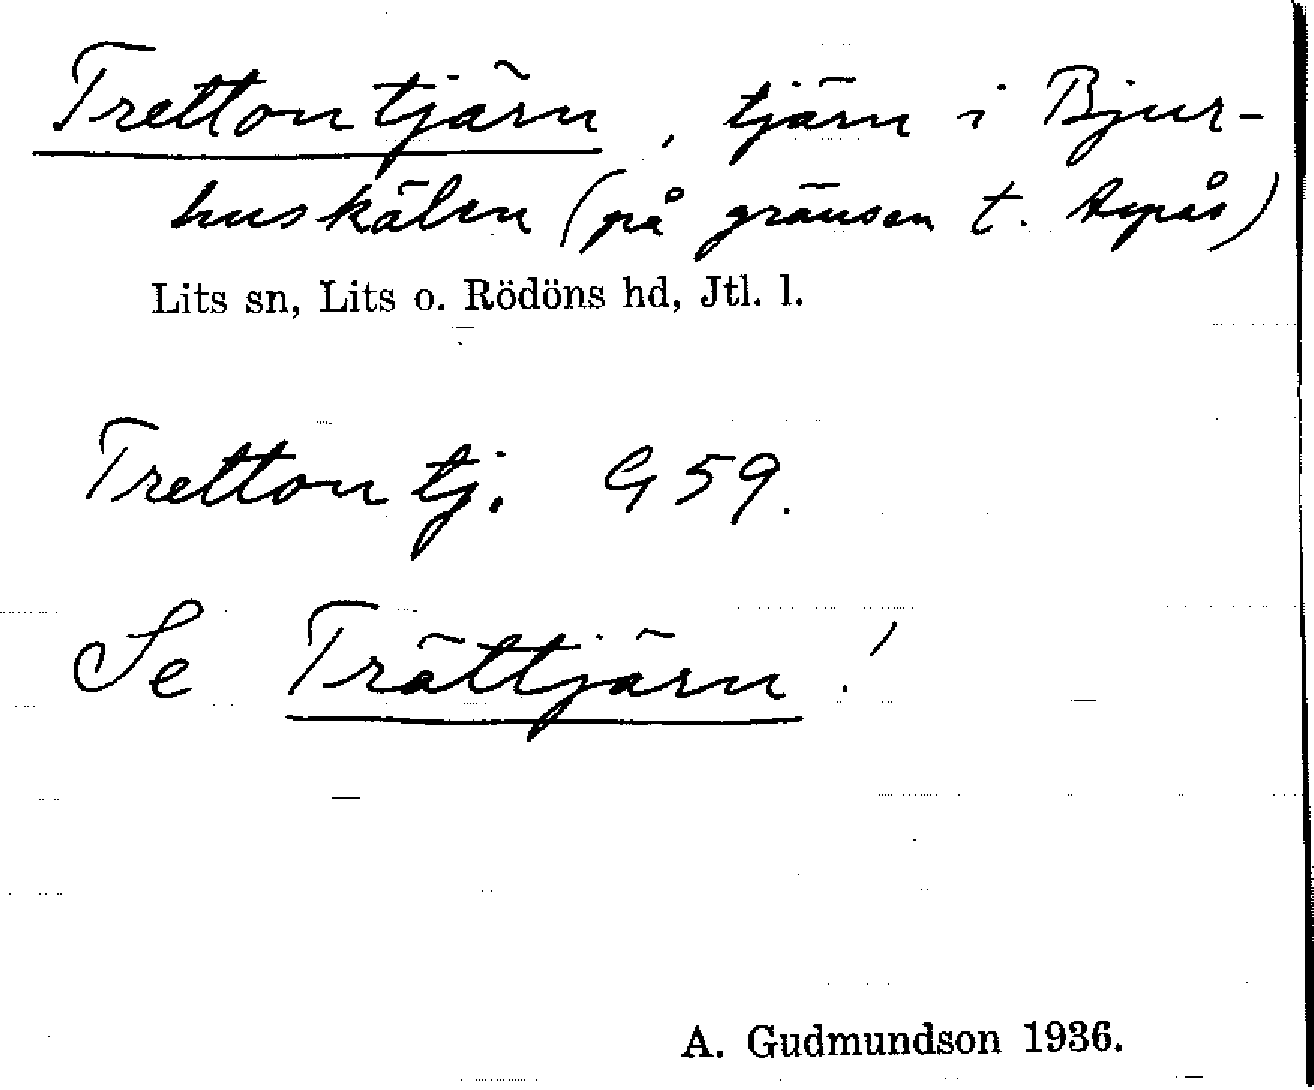 Trettontjärn, tjärn i Bjur-
huskälen (på gränsen t. Aspås)
Lits sn, Lits o. Rödöns hd, Jtl. l.
Tretton tj. G 59.
Se Trättjärn!
A. Gudmundson 1936.